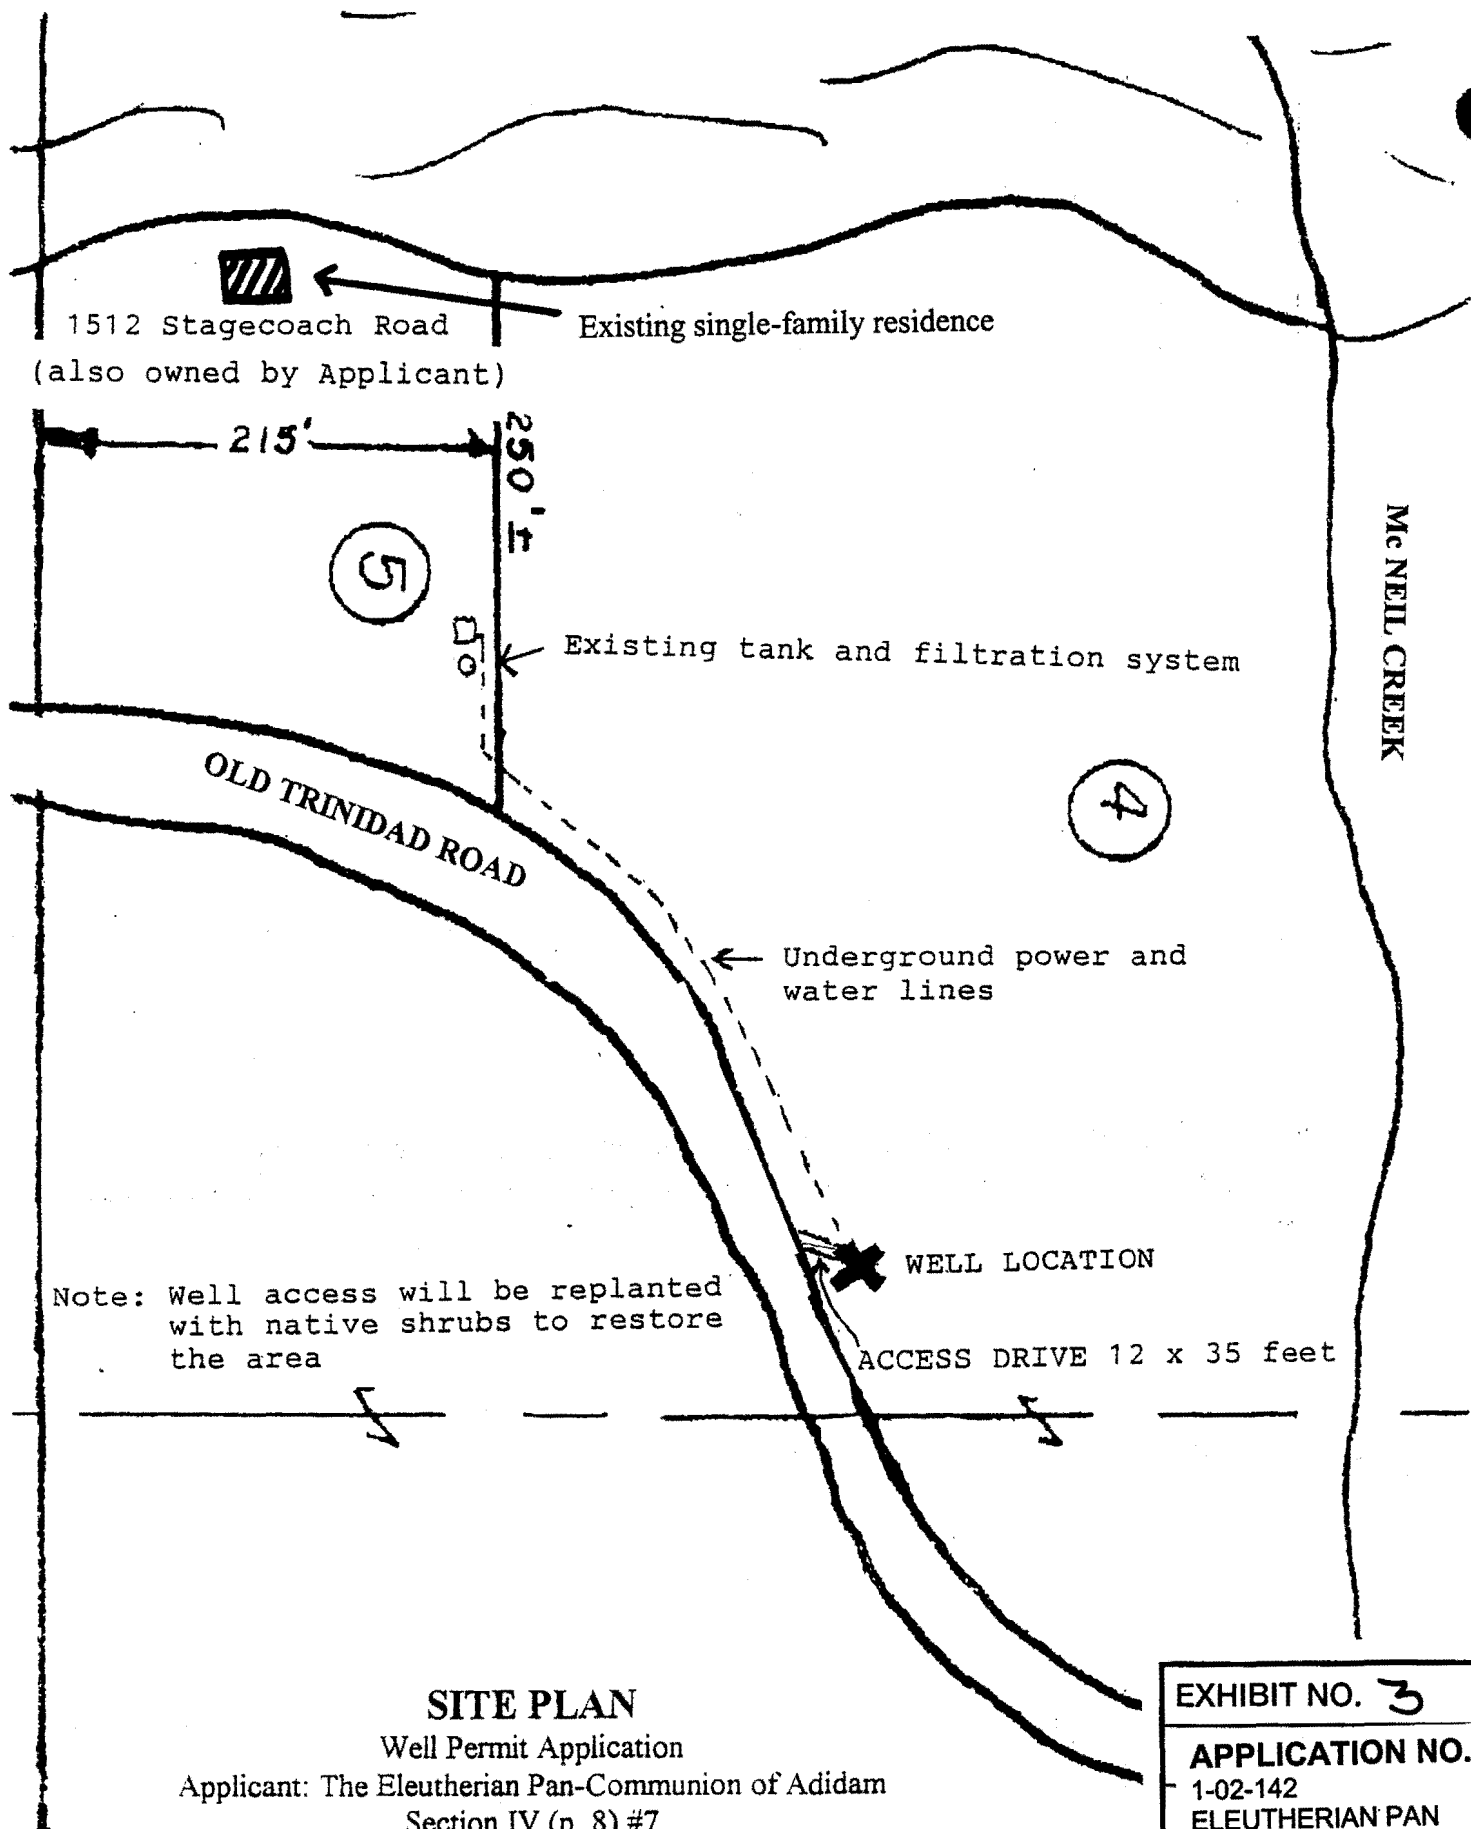 1512 Stagecoach Road
(also owned by Applicant)
Existing single-family residence
215'
250'±
5
Existing tank and filtration system
Mc NEIL CREEK
OLD TRINIDAD ROAD
4
Underground power and
water lines
WELL LOCATION
Note: Well access will be replanted
with native shrubs to restore
the area
ACCESS DRIVE 12 x 35 feet
SITE PLAN
Well Permit Application
Applicant: The Eleutherian Pan-Communion of Adidam
Section IV (p. 8) #7
EXHIBIT NO. 3
APPLICATION NO.
1-02-142
ELEUTHERIAN PAN